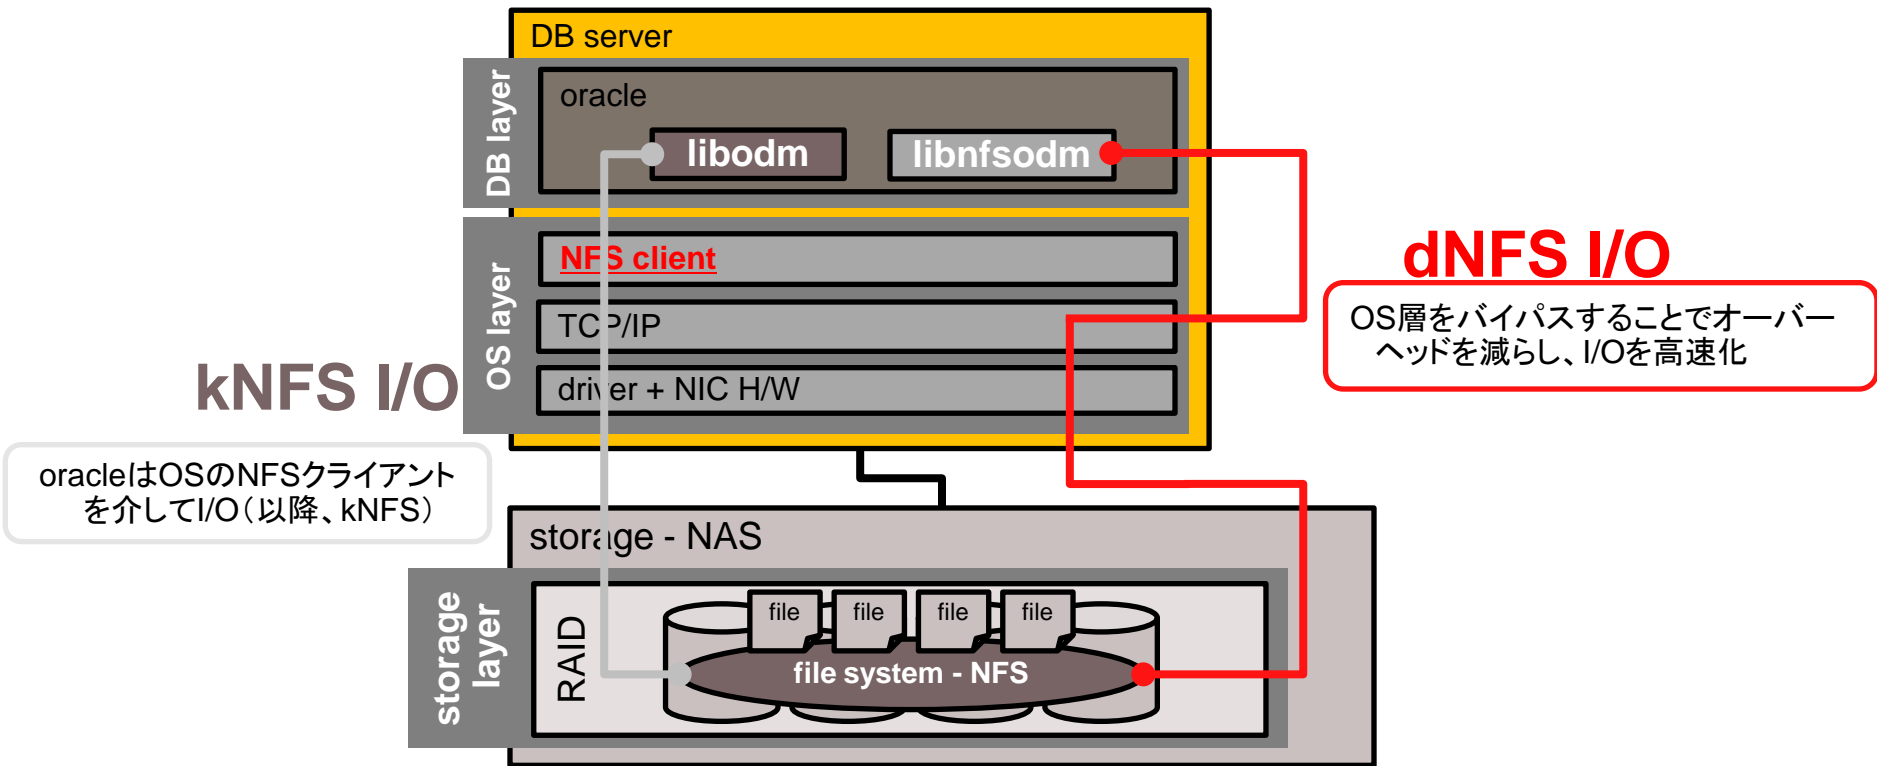 DB server
DB layer
oracle
libodm
libnfsodm
OS layer
NFS client
TCP/IP
driver + NIC H/W
kNFS I/O
oracleはOSのNFSクライアント
を介してI/O（以降、kNFS）
dNFS I/O
OS層をバイパスすることでオーバー
ヘッドを減らし、I/Oを高速化
storage - NAS
storage
layer
RAID
file file file file
file system - NFS